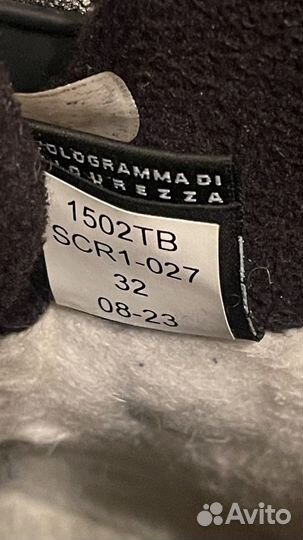 OLOGRAMMA DI
CUREZZA
1502TB
SCR1-027
32
08-23
Avito